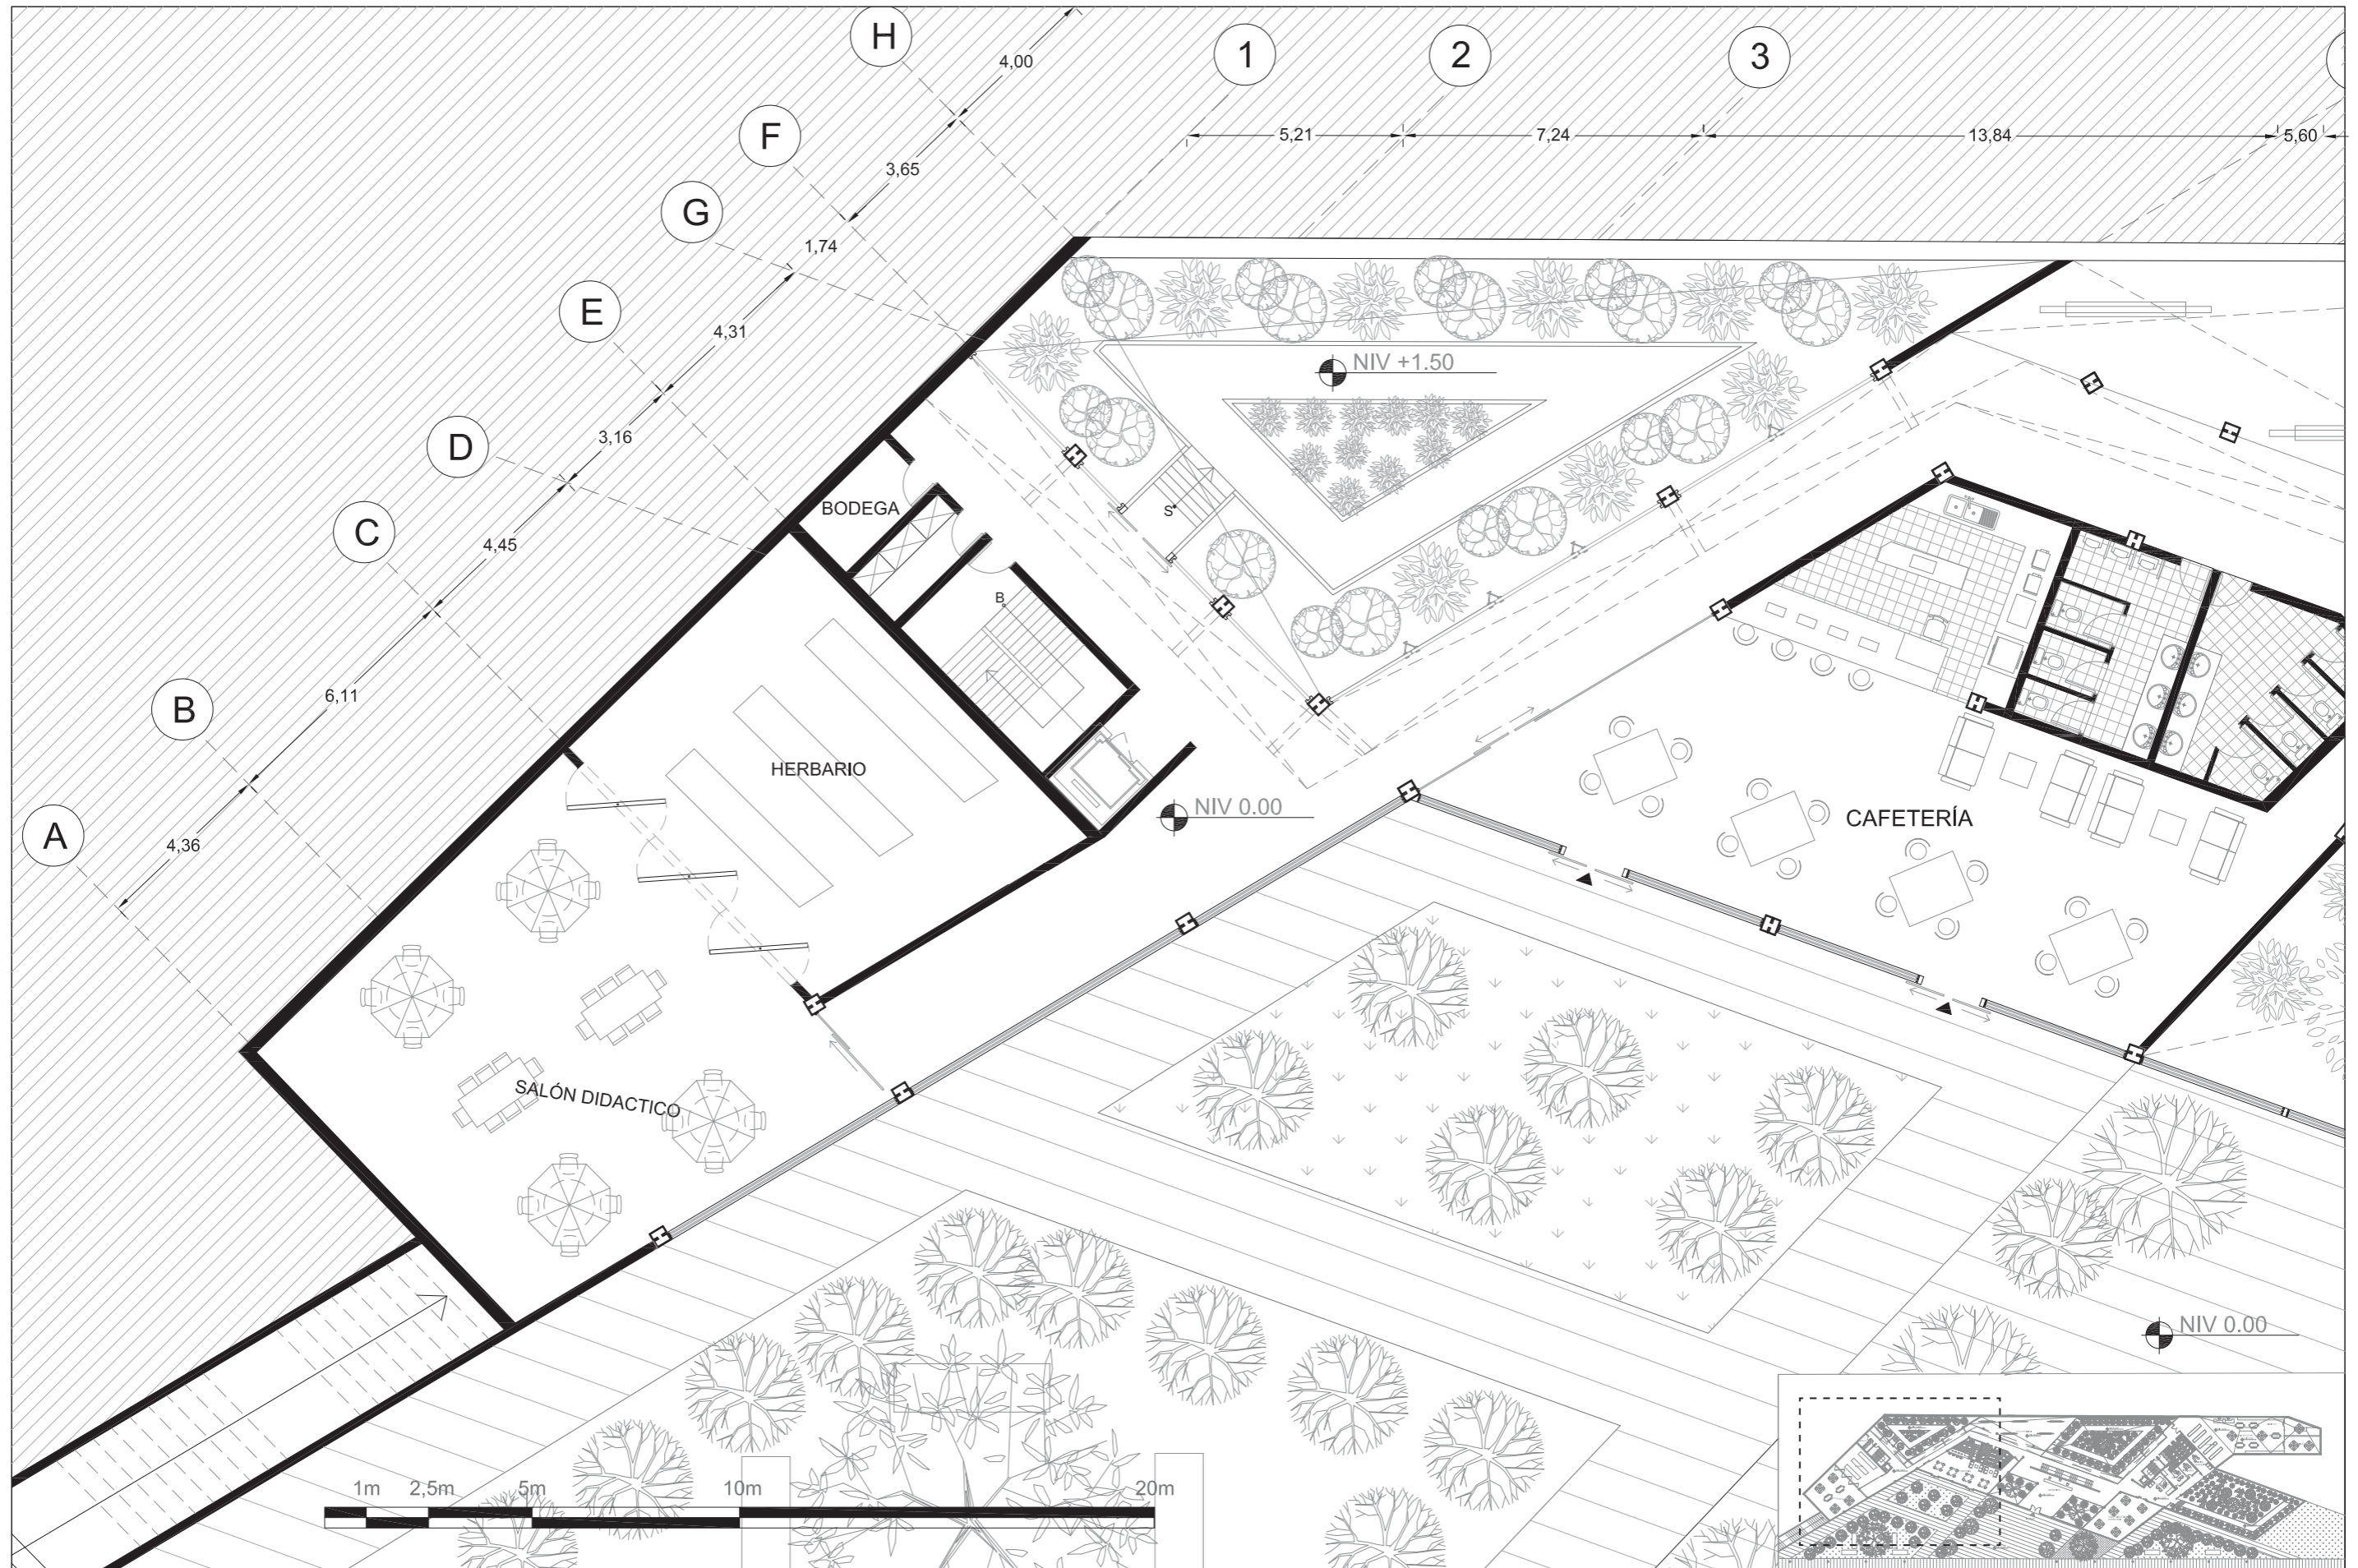 H
4,00
1
2
3
F
3,65
5,21
7,24
13,84
5,60
G
1,74
E
4,31
NIV +1.50
D
3,16
BODEGA
S
C
4,45
B
B
6,11
HERBARIO
NIV 0.00
CAFETERÍA
A
4,36
SALÓN DIDACTICO
NIV 0.00
1m
2,5m
5m
10m
20m